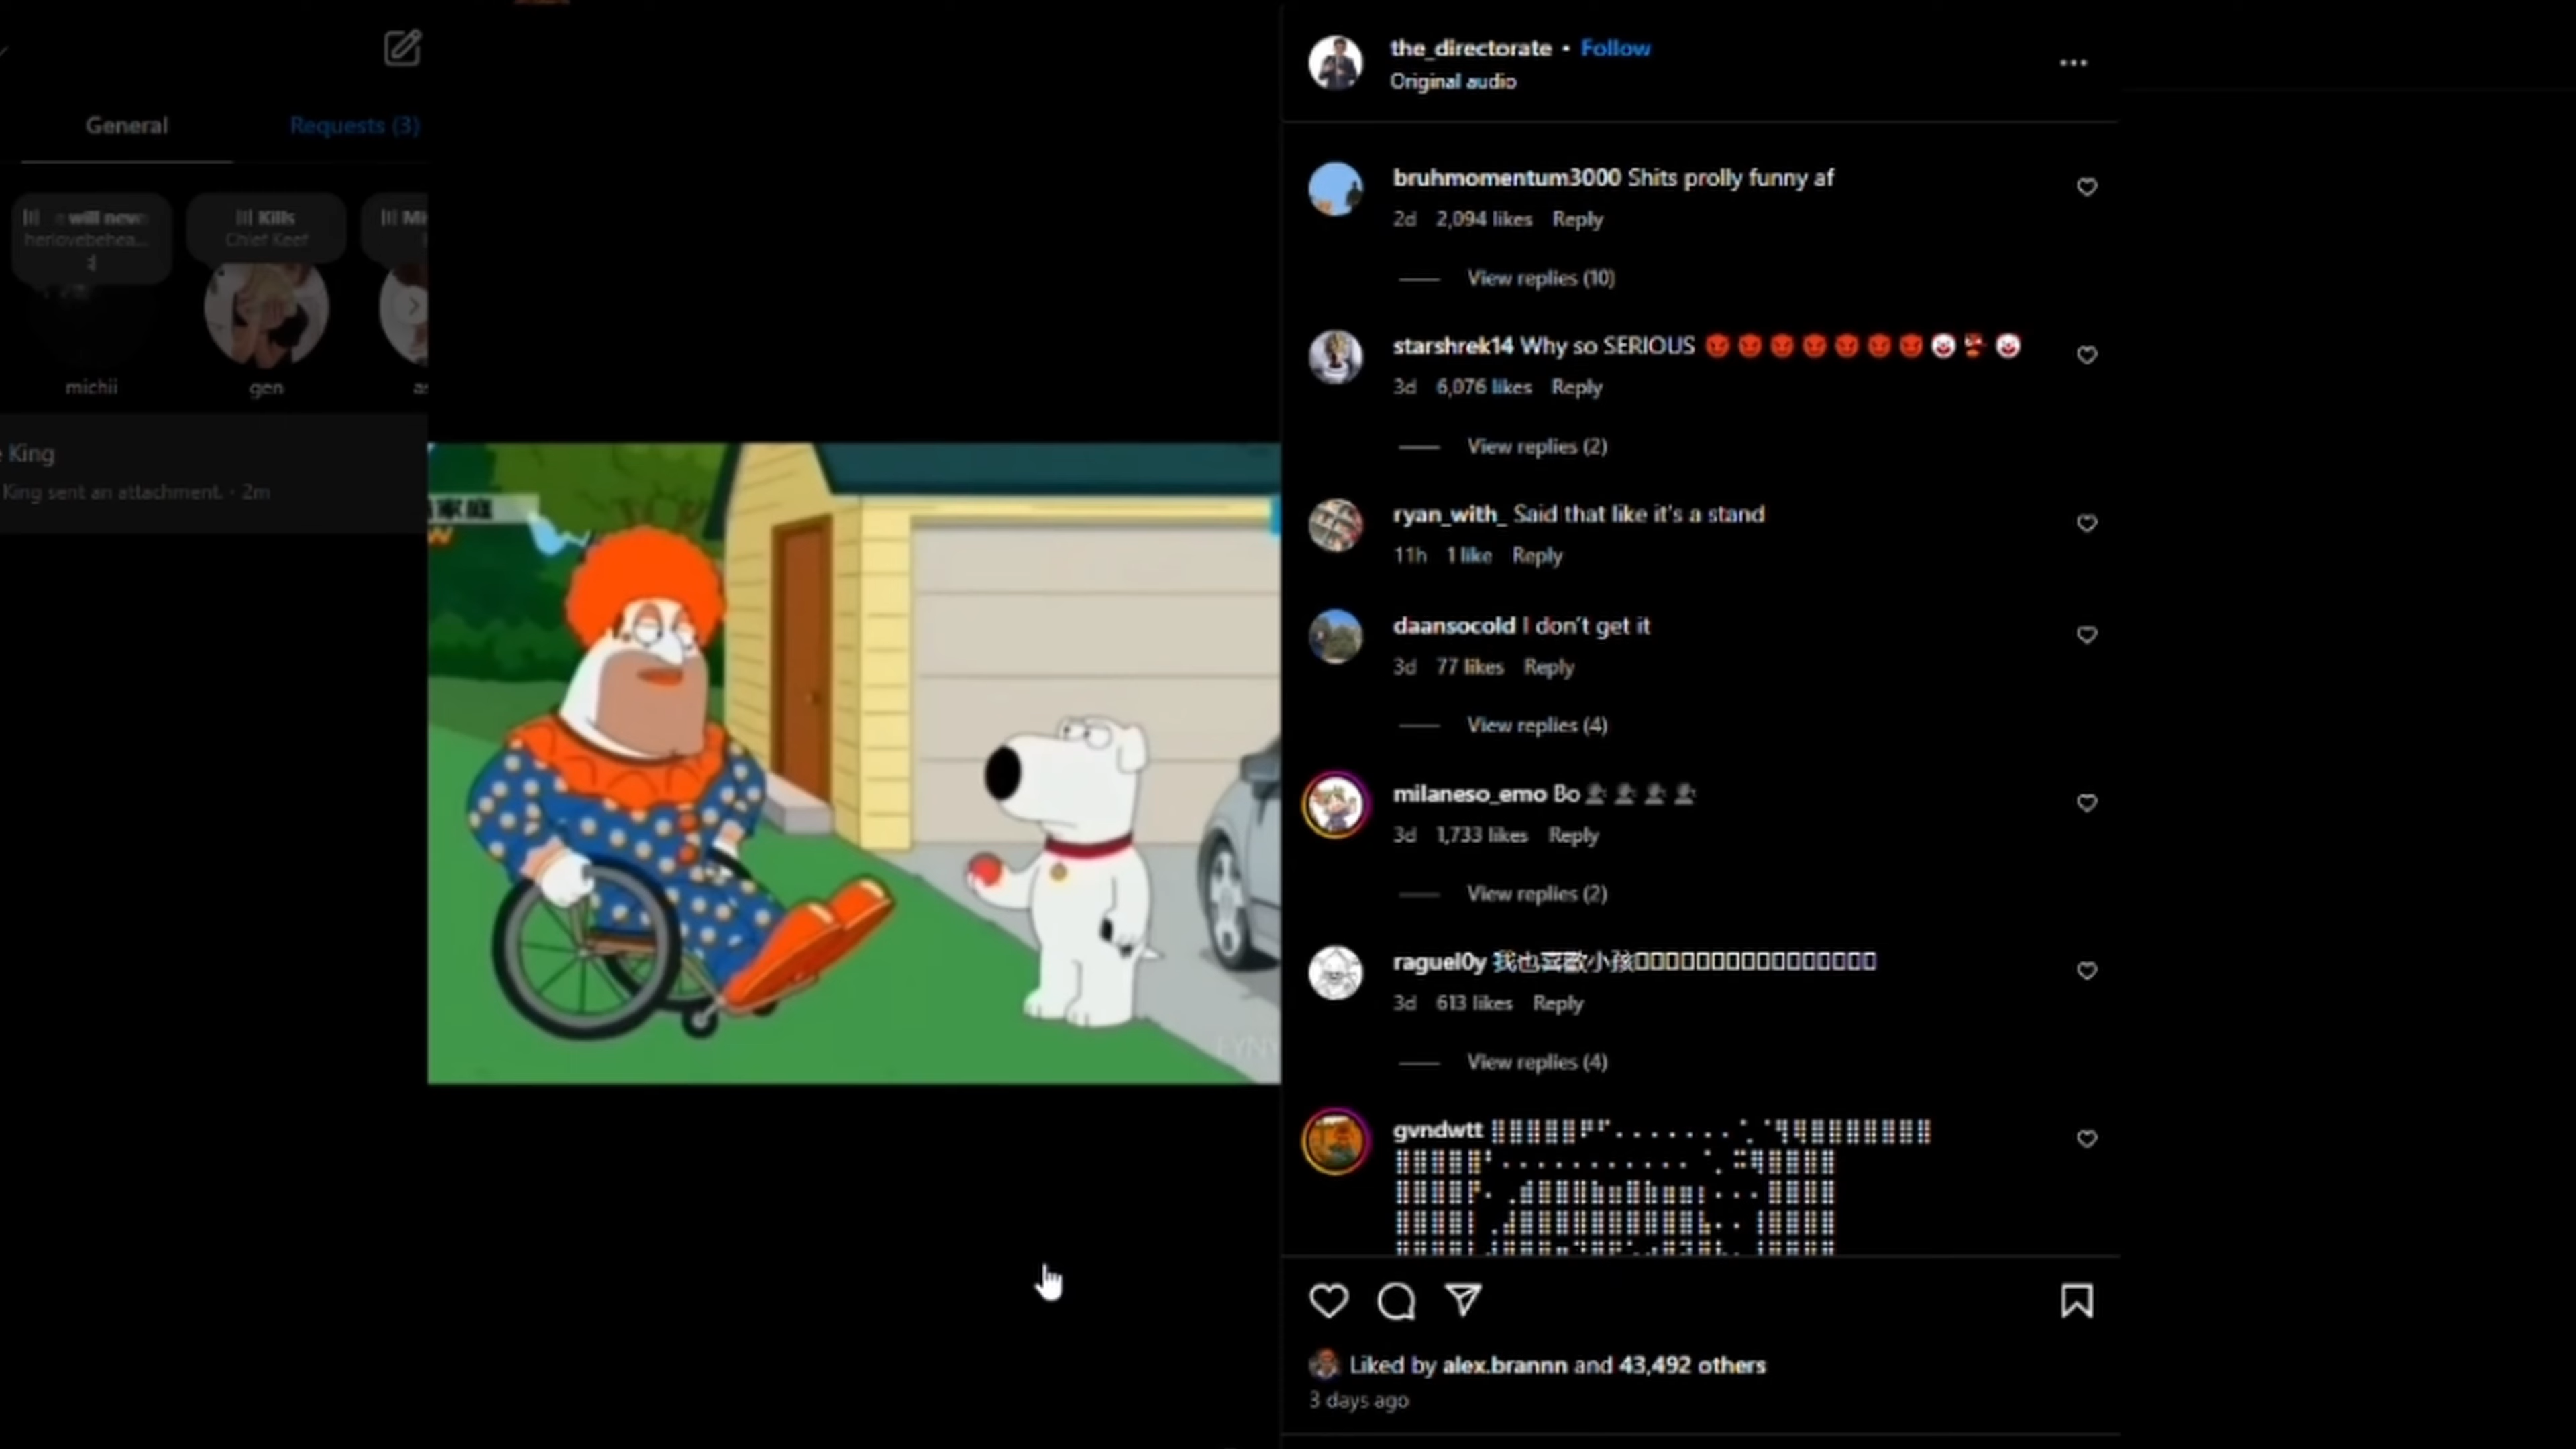 General
Requests (3)
will neve
herlovebehea...
:(
Kills
Chief Keef
michii
gen
King
King sent an attachment. · 2m
家庭
the_directorate • Follow
Original audio
bruhmomentum3000 Shits prolly funny af
2d 2,094 likes Reply
View replies (10)
starshrek14 Why so SERIOUS
3d 6,076 likes Reply
View replies (2)
ryan_with_ Said that like it's a stand
11h 1 like Reply
daansocold I don't get it
3d 77 likes Reply
View replies (4)
milaneso_emo Bo🗣🗣🗣🗣
3d 1,733 likes Reply
View replies (2)
raguel0y 我也喜歡小孩
3d 613 likes Reply
View replies (4)
gvndwtt
Liked by alex.brannn and 43,492 others
3 days ago